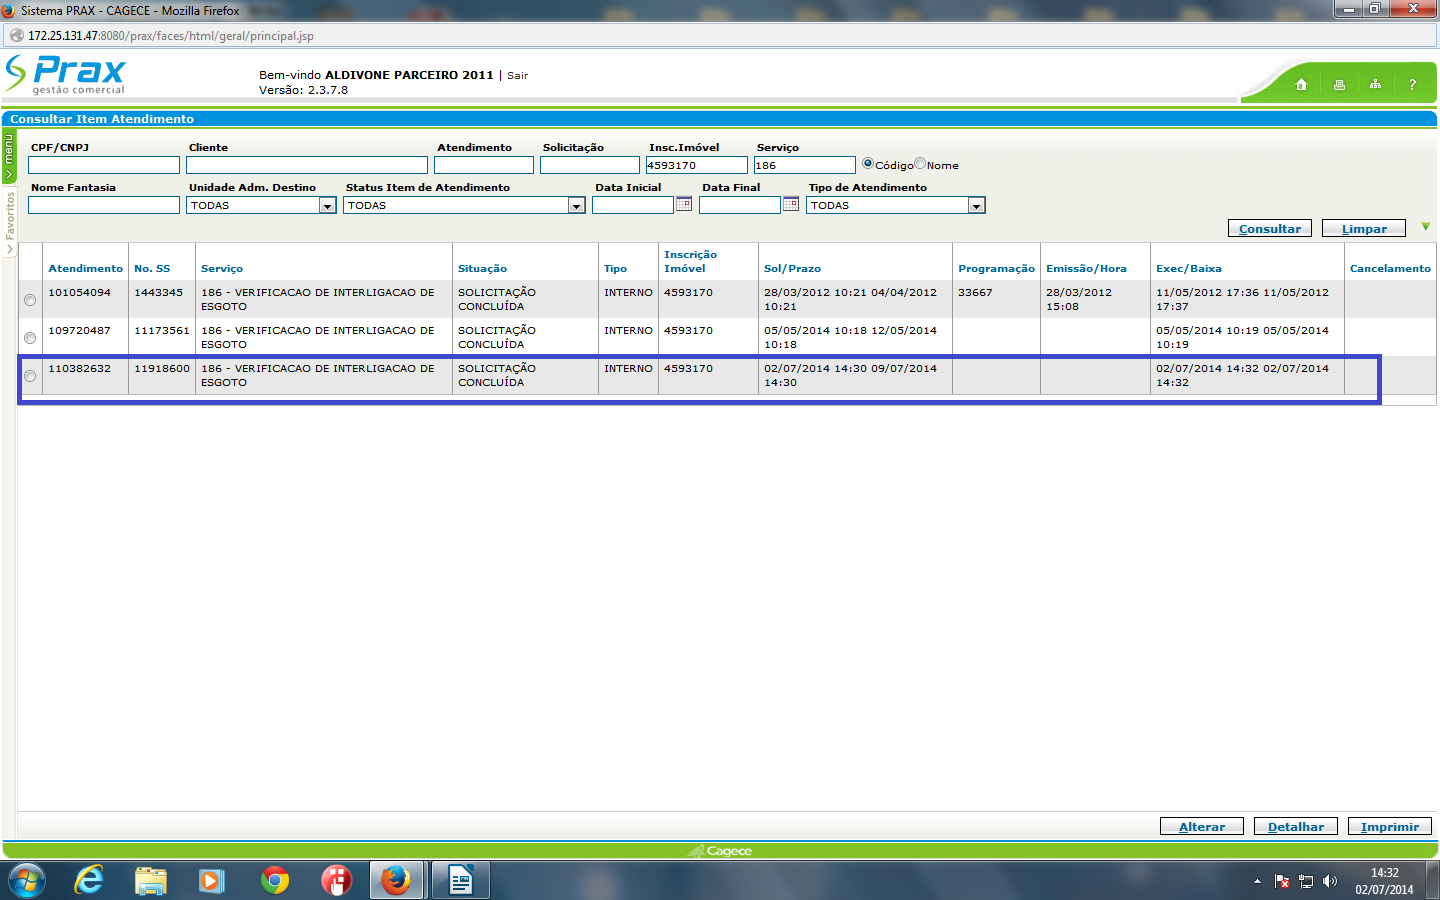 Sistema PRAX - CAGECE - Mozilla Firefox
172.25.131.47:8080/prax/faces/html/geral/principal.jsp
Prax
gestão comercial
Bem-vindo ALDIVONE PARCEIRO 2011 | Sair
Versão: 2.3.7.8
?
Consultar Item Atendimento
menu
Favoritos
CPF/CNPJ Cliente Atendimento Solicitação Insc.Imóvel Serviço
4593170 186 Código Nome
Nome Fantasia Unidade Adm. Destino Status Item de Atendimento Data Inicial Data Final Tipo de Atendimento
TODAS TODAS TODAS
Consultar Limpar
Atendimento No. SS Serviço Situação Tipo Inscrição Imóvel Sol/Prazo Programação Emissão/Hora Exec/Baixa Cancelamento
101054094 1443345 186 - VERIFICACAO DE INTERLIGACAO DE SOLICITAÇÃO INTERNO 4593170 28/03/2012 10:21 04/04/2012 33667 28/03/2012 11/05/2012 17:36 11/05/2012
ESGOTO CONCLUÍDA 10:21 15:08 17:37
109720487 11173561 186 - VERIFICACAO DE INTERLIGACAO DE SOLICITAÇÃO INTERNO 4593170 05/05/2014 10:18 12/05/2014 05/05/2014 10:19 05/05/2014
ESGOTO CONCLUÍDA 10:18 10:19
110382632 11918600 186 - VERIFICACAO DE INTERLIGACAO DE SOLICITAÇÃO INTERNO 4593170 02/07/2014 14:30 09/07/2014 02/07/2014 14:32 02/07/2014
ESGOTO CONCLUÍDA 14:30 14:32
Alterar Detalhar Imprimir
Cagece
14:32
02/07/2014